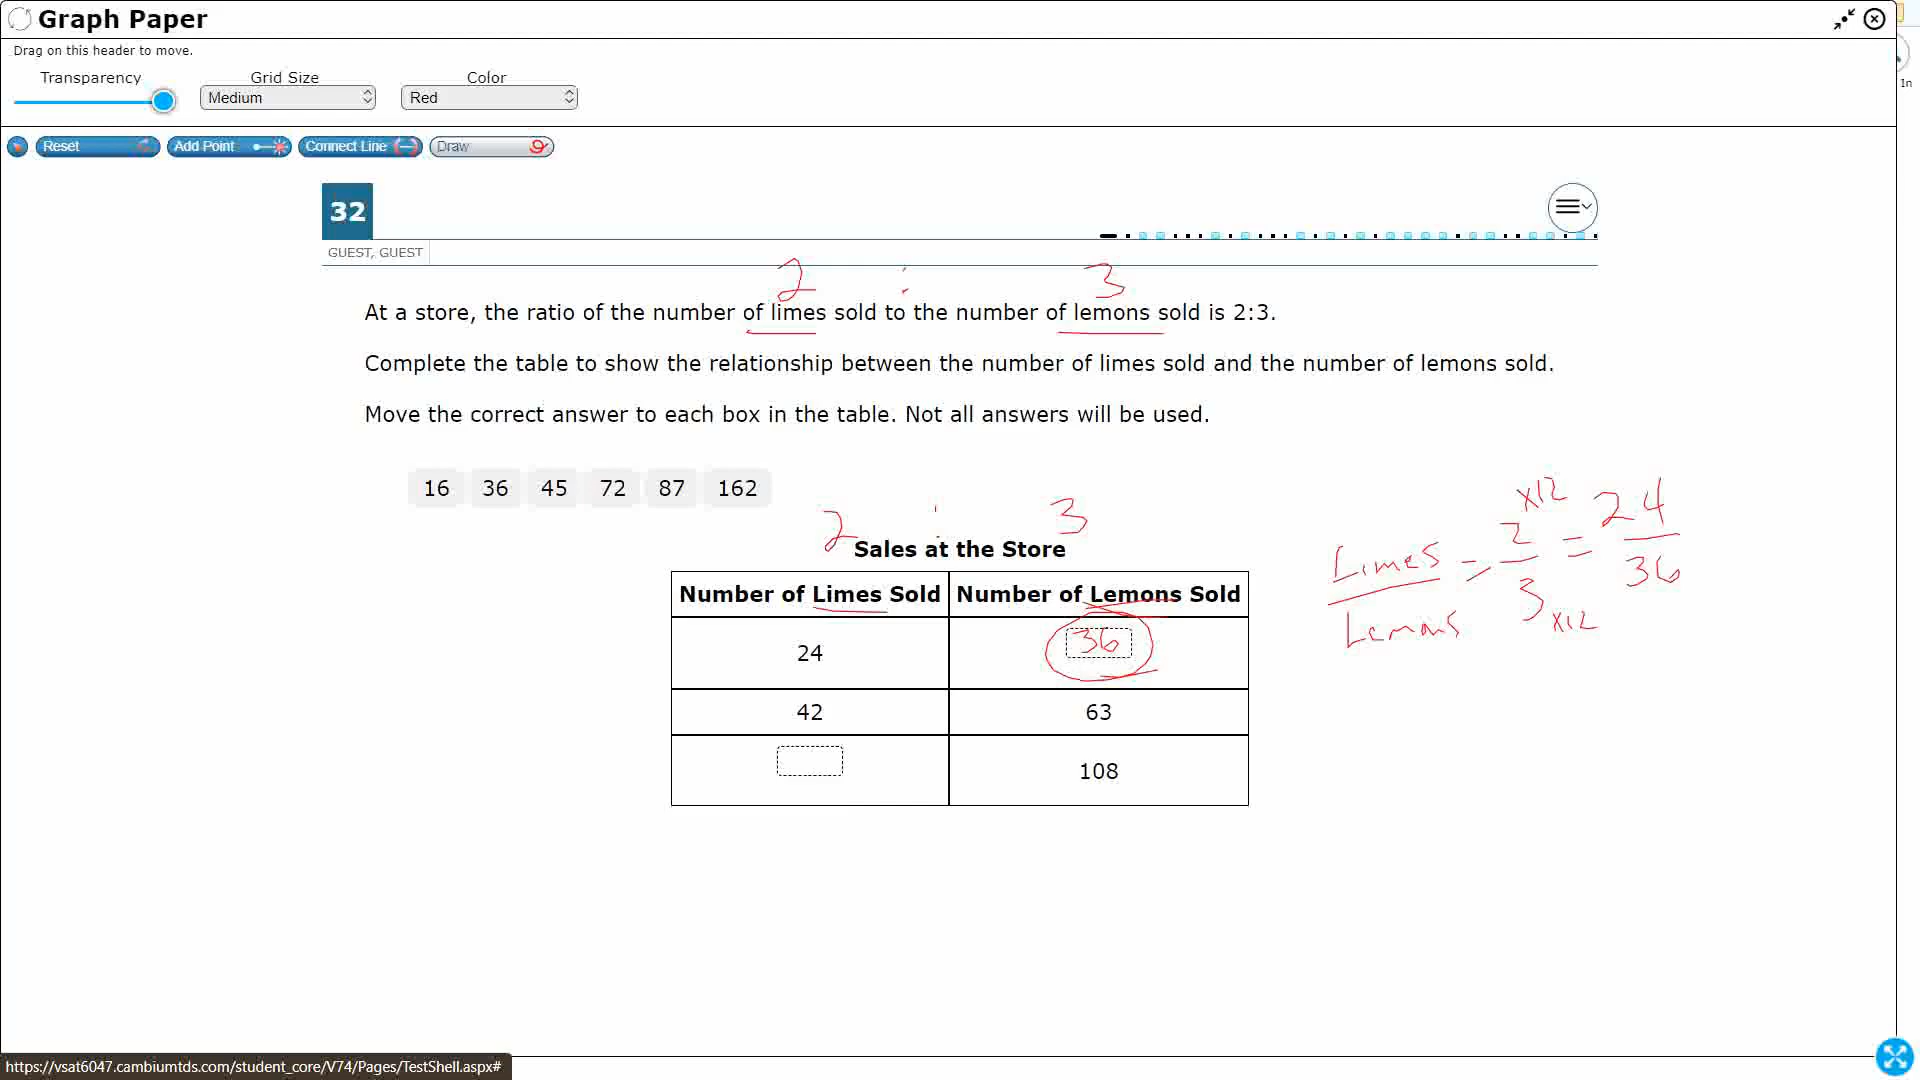 Graph Paper
Drag on this header to move.
Transparency Grid Size Color
Medium Red
Reset Add Point Connect Line Draw
In
32
GUEST, GUEST
2 : 3
At a store, the ratio of the number of limes sold to the number of lemons sold is 2:3.
Complete the table to show the relationship between the number of limes sold and the number of lemons sold.
Move the correct answer to each box in the table. Not all answers will be used.
16 36 45 72 87 162
2 : 3
Sales at the Store
Number of Limes Sold Number of Lemons Sold
24 36
42 63
108
x12
Limes = 2 = 24
Lemons 3 36
x12
https://vsat6047.cambiumtds.com/student_core/V74/Pages/TestShell.aspx#